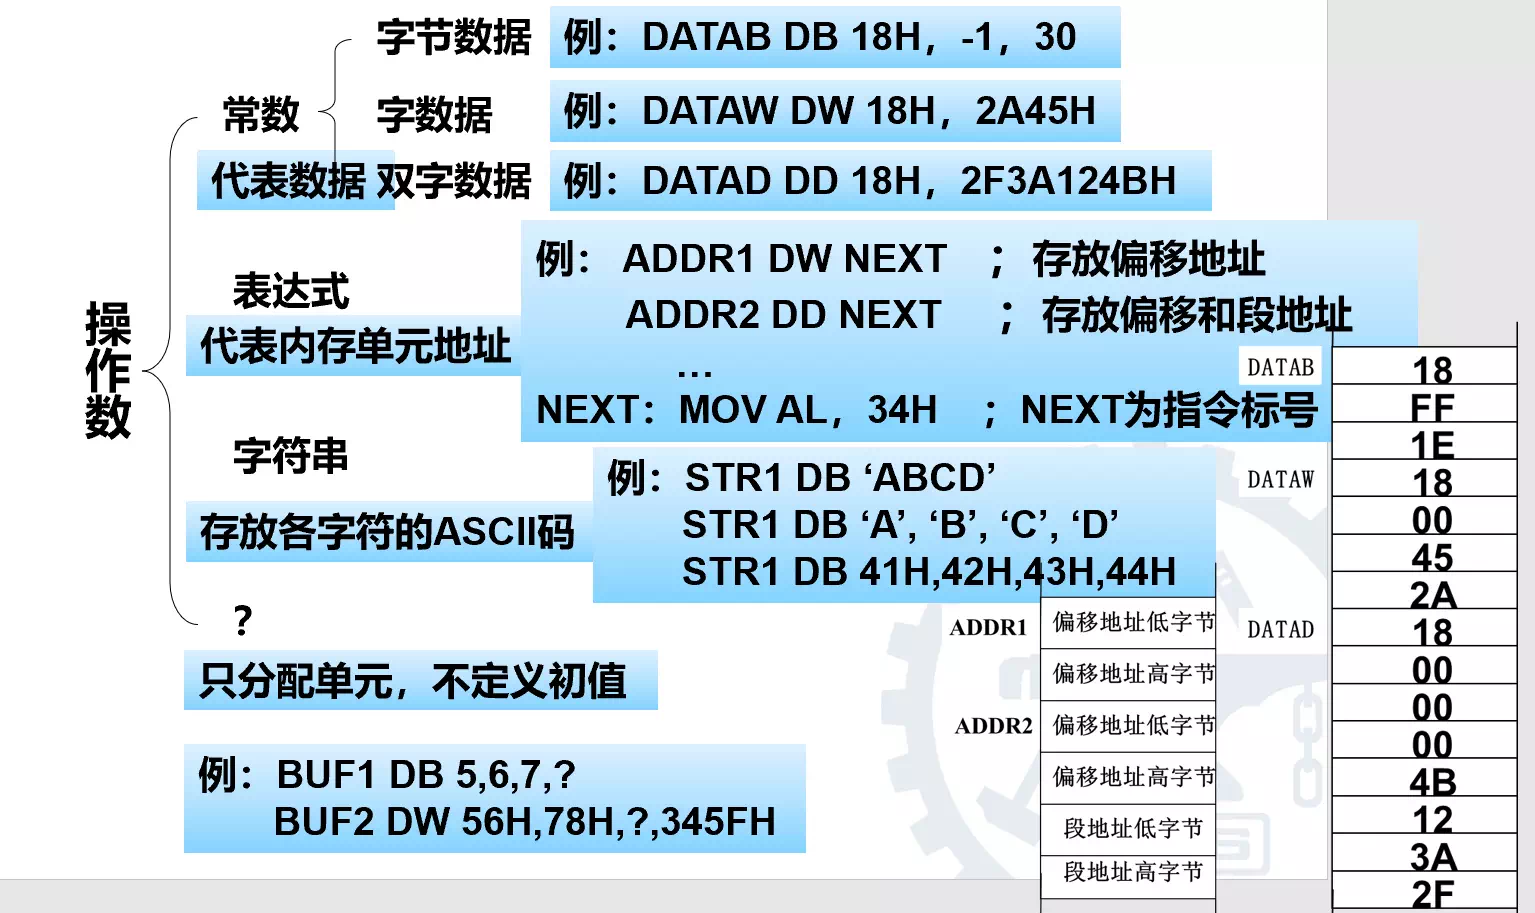 操作数
常数
代表数据
字节数据
例：DATAB DB 18H，-1，30
字数据
例：DATAW DW 18H，2A45H
双字数据
例：DATAD DD 18H，2F3A124BH
表达式
代表内存单元地址
例： ADDR1 DW NEXT ；存放偏移地址
ADDR2 DD NEXT ；存放偏移和段地址
…
NEXT：MOV AL，34H ；NEXT为指令标号
字符串
存放各字符的ASCII码
例：STR1 DB ‘ABCD’
STR1 DB ‘A’, ‘B’, ‘C’, ‘D’
STR1 DB 41H,42H,43H,44H
?
只分配单元，不定义初值
例：BUF1 DB 5,6,7,?
BUF2 DW 56H,78H,?,345FH
ADDR1 偏移地址低字节
偏移地址高字节
ADDR2 偏移地址低字节
偏移地址高字节
段地址低字节
段地址高字节
DATAB 18
FF
1E
DATAW 18
00
45
2A
DATAD 18
00
00
00
4B
12
3A
2F